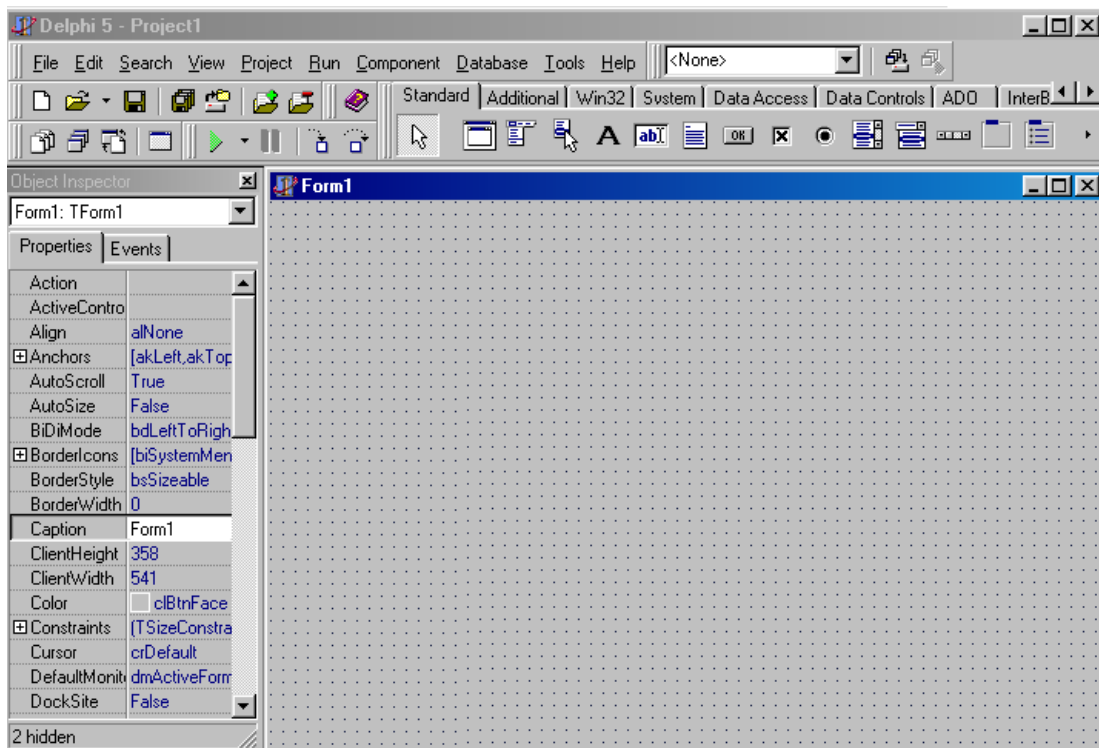 Delphi 5 - Project1
File Edit Search View Project Run Component Database Tools Help <None>
Standard Additional Win32 System Data Access Data Controls ADO InterB
A ab OK
Object Inspector
Form1
Form1: TForm1
Properties Events
Action
ActiveContro
Align alNone
Anchors [akLeft,akTop
AutoScroll True
AutoSize False
BiDiMode bdLeftToRigh
BorderIcons [biSystemMen
BorderStyle bsSizeable
BorderWidth 0
Caption Form1
ClientHeight 358
ClientWidth 541
Color clBtnFace
Constraints (TSizeConstra
Cursor crDefault
DefaultMonit dmActiveForm
DockSite False
2 hidden